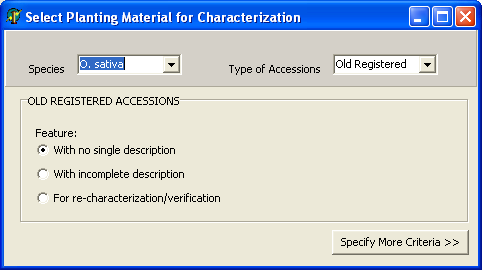 Select Planting Material for Characterization
Species O. sativa Type of Accessions Old Registered
OLD REGISTERED ACCESSIONS
Feature:
With no single description
With incomplete description
For re-characterization/verification
Specify More Criteria >>